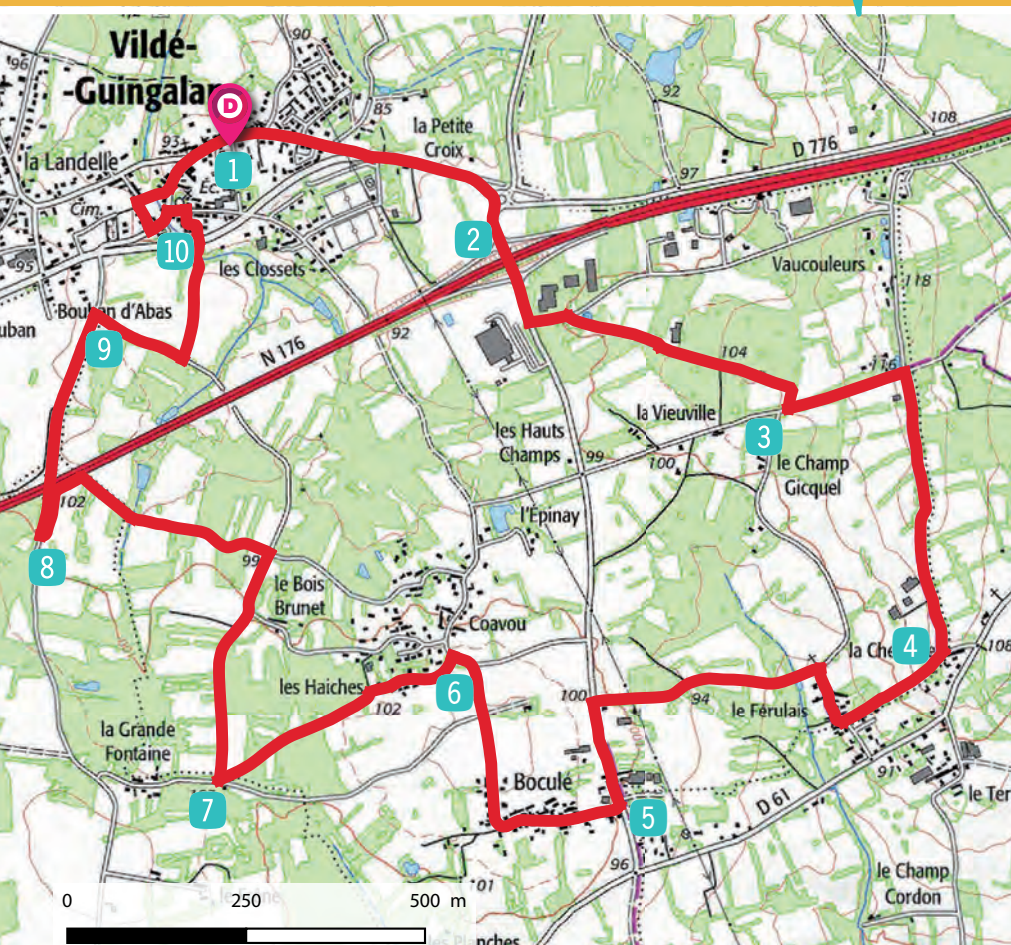 90
96
Vildé-
-Guingalan
D
92
85
la Petite
Croix
108
D 776
93
la Landelle
1
97
Cim.
2
10
95
les Clossets
Vaucouleurs
118
Bouban d'Abas
uban
9
92
N 176
104
116
la Vieuville
3
les Hauts
Champs
99
100
le Champ
Gicquel
102
l'Épinay
8
99
le Bois
Brunet
Coavou
4
108
les Haiches
6
102
100
94
le Férulais
la Grande
Fontaine
91
7
Bocule
5
D 61
le Ter
96
le Champ
Cordon
0
250
500 m
01
nches